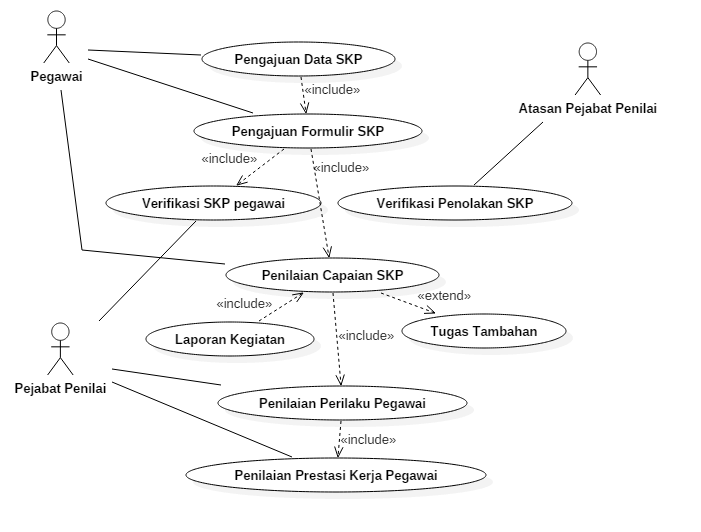 Pegawai
Pengajuan Data SKP
«include»
Atasan Pejabat Penilai
Pengajuan Formulir SKP
«include»
«include»
Verifikasi SKP pegawai
Verifikasi Penolakan SKP
Penilaian Capaian SKP
«include»
«extend»
Laporan Kegiatan
«include»
Tugas Tambahan
Pejabat Penilai
Penilaian Perilaku Pegawai
«include»
Penilaian Prestasi Kerja Pegawai